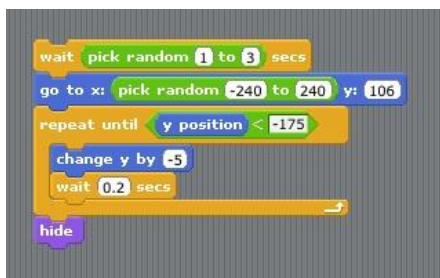 wait pick random 1 to 3 secs
go to x: pick random -240 to 240 y: 106
repeat until y position < -175
change y by -5
wait 0.2 secs
hide